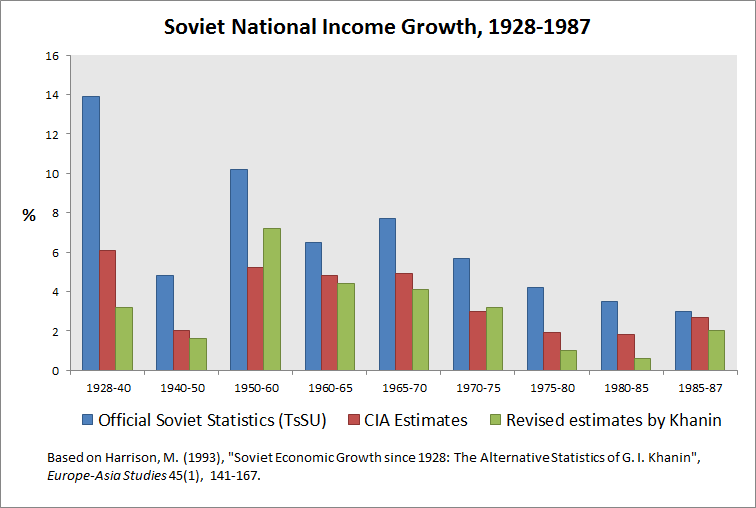 Soviet National Income Growth, 1928-1987
16
14
12
10
8
6
4
2
0
%
1928-40 1940-50 1950-60 1960-65 1965-70 1970-75 1975-80 1980-85 1985-87
Official Soviet Statistics (TsSU) CIA Estimates Revised estimates by Khanin
Based on Harrison, M. (1993), "Soviet Economic Growth since 1928: The Alternative Statistics of G. I. Khanin",
Europe-Asia Studies 45(1), 141-167.